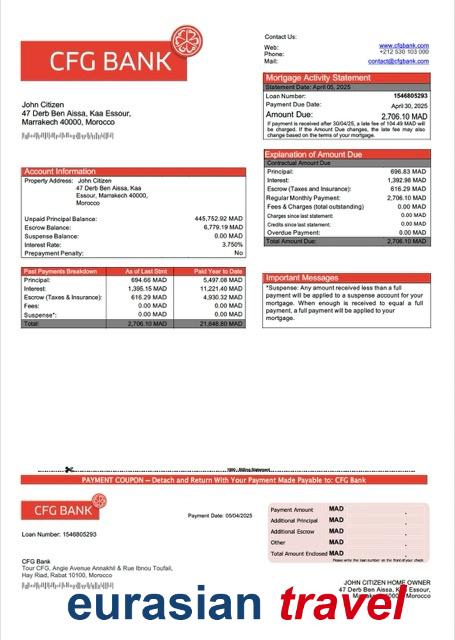 CFG BANK
Contact Us:
Web: www.cfgbank.com
Phone: +212 530 103 000
Mail: contact@cfgbank.com
John Citizen
47 Derb Ben Aissa, Kaa Essour,
Marrakech 40000, Morocco
Mortgage Activity Statement
Statement Date: April 05, 2025
Loan Number: 1546805293
Payment Due Date: April 30, 2025
Amount Due: 2,706.10 MAD
If payment is received after 30/04/25, a late fee of 104.49 MAD will
be charged. If the Amount Due changes, the late fee may also
change based on the terms of your mortgage.
Explanation of Amount Due
Contractual Amount Due
Principal: 696.83 MAD
Interest: 1,392.98 MAD
Escrow (Taxes and Insurance): 616.29 MAD
Regular Monthly Payment: 2,706.10 MAD
Fees & Charges (total outstanding) 0.00 MAD
Charges since last statement: 0.00 MAD
Credits since last statement: 0.00 MAD
Overdue Payment: 0.00 MAD
Total Amount Due: 2,706.10 MAD
Account Information
Property Address: John Citizen
47 Derb Ben Aissa, Kaa
Essour, Marrakech 40000,
Morocco
Unpaid Principal Balance: 445,752.92 MAD
Escrow Balance: 6,779.19 MAD
Suspense Balance: 0.00 MAD
Interest Rate: 3.750%
Prepayment Penalty: No
Past Payments Breakdown As of Last Stmt Paid Year to Date
Principal: 694.66 MAD 5,497.08 MAD
Interest: 1,395.15 MAD 11,221.40 MAD
Escrow (Taxes & Insurance): 616.29 MAD 4,930.32 MAD
Fees: 0.00 MAD 0.00 MAD
Suspense*: 0.00 MAD 0.00 MAD
Total: 2,706.10 MAD 21,648.80 MAD
Important Messages
*Suspense: Any amount received less than a full
payment will be applied to a suspense account for your
mortgage. When enough is received to equal a full
payment, a full payment will be applied to your
mortgage.
Billing Statement
PAYMENT COUPON – Detach and Return With Your Payment Made Payable to: CFG Bank
CFG BANK
Payment Date: 05/04/2025
Loan Number: 1546805293
Payment Amount MAD .
Additional Principal MAD .
Additional Escrow MAD .
Other MAD .
Total Amount Enclosed MAD .
Please write the loan number on the front of your check.
CFG Bank
Tour CFG, Angle Avenue Annakhil & Rue Ibnou Toufail,
Hay Riad, Rabat 10100, Morocco
JOHN CITIZEN HOME OWNER
47 Derb Ben Aissa, Kaa Essour,
Marrakech 40000, Morocco
eurasian travel